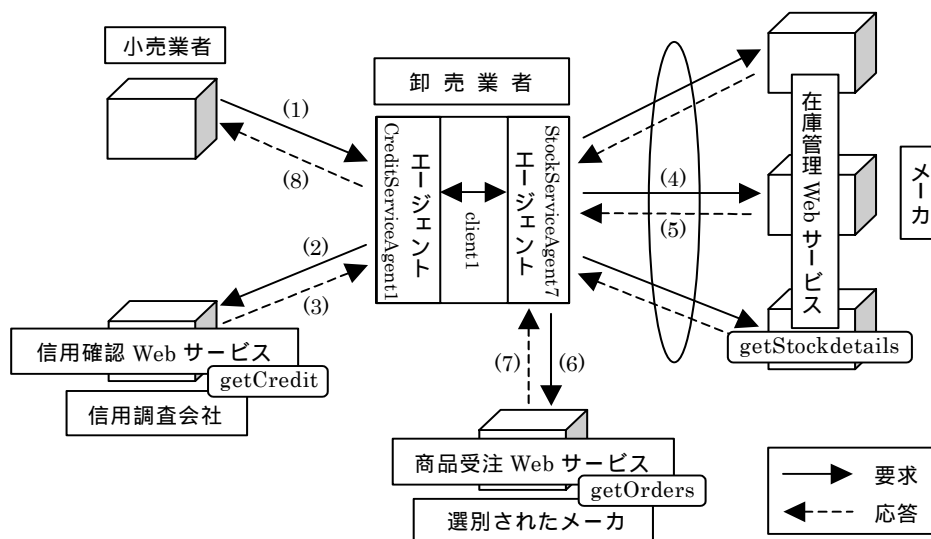 小売業者
卸売業者
(1)
(8)
CreditServiceAgent1
エージェント
client1
エージェント
StockServiceAgent7
(4)
(5)
在庫管理 Web サービス
メーカ
getStockdetails
(2)
(3)
信用確認 Web サービス
getCredit
信用調査会社
(7)
(6)
商品受注 Web サービス
getOrders
選別されたメーカ
要求
応答